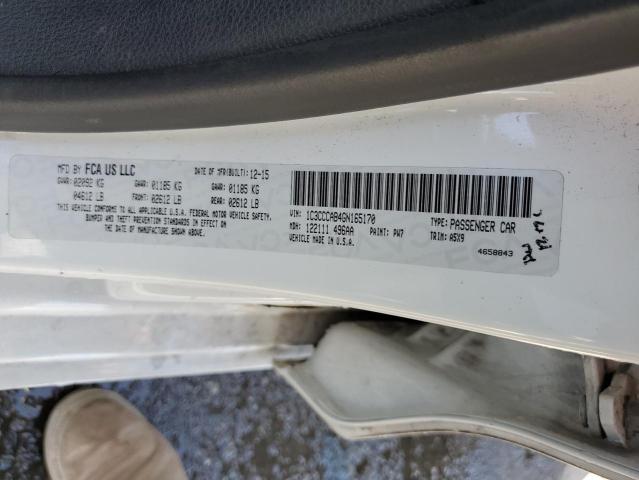 MFD BY FCA US LLC DATE OF MFR(BUILT) 12-15
GVWR: 02092 KG GAWR: 01185 KG GAWR: 01185 KG
04612 LB FRONT: 02612 LB REAR: 02612 LB
THIS VEHICLE CONFORMS TO ALL APPLICABLE U.S.A. FEDERAL MOTOR VEHICLE SAFETY,
BUMPER AND THEFT PREVENTION STANDARDS IN EFFECT ON
THE DATE OF MANUFACTURE SHOWN ABOVE.
VIN: 1C3CCCAB4GN165170 TYPE: PASSENGER CAR
MDH: 122111 496AA PAINT: PW7 TRIM: A5X9
VEHICLE MADE IN U.S.A.
4658843